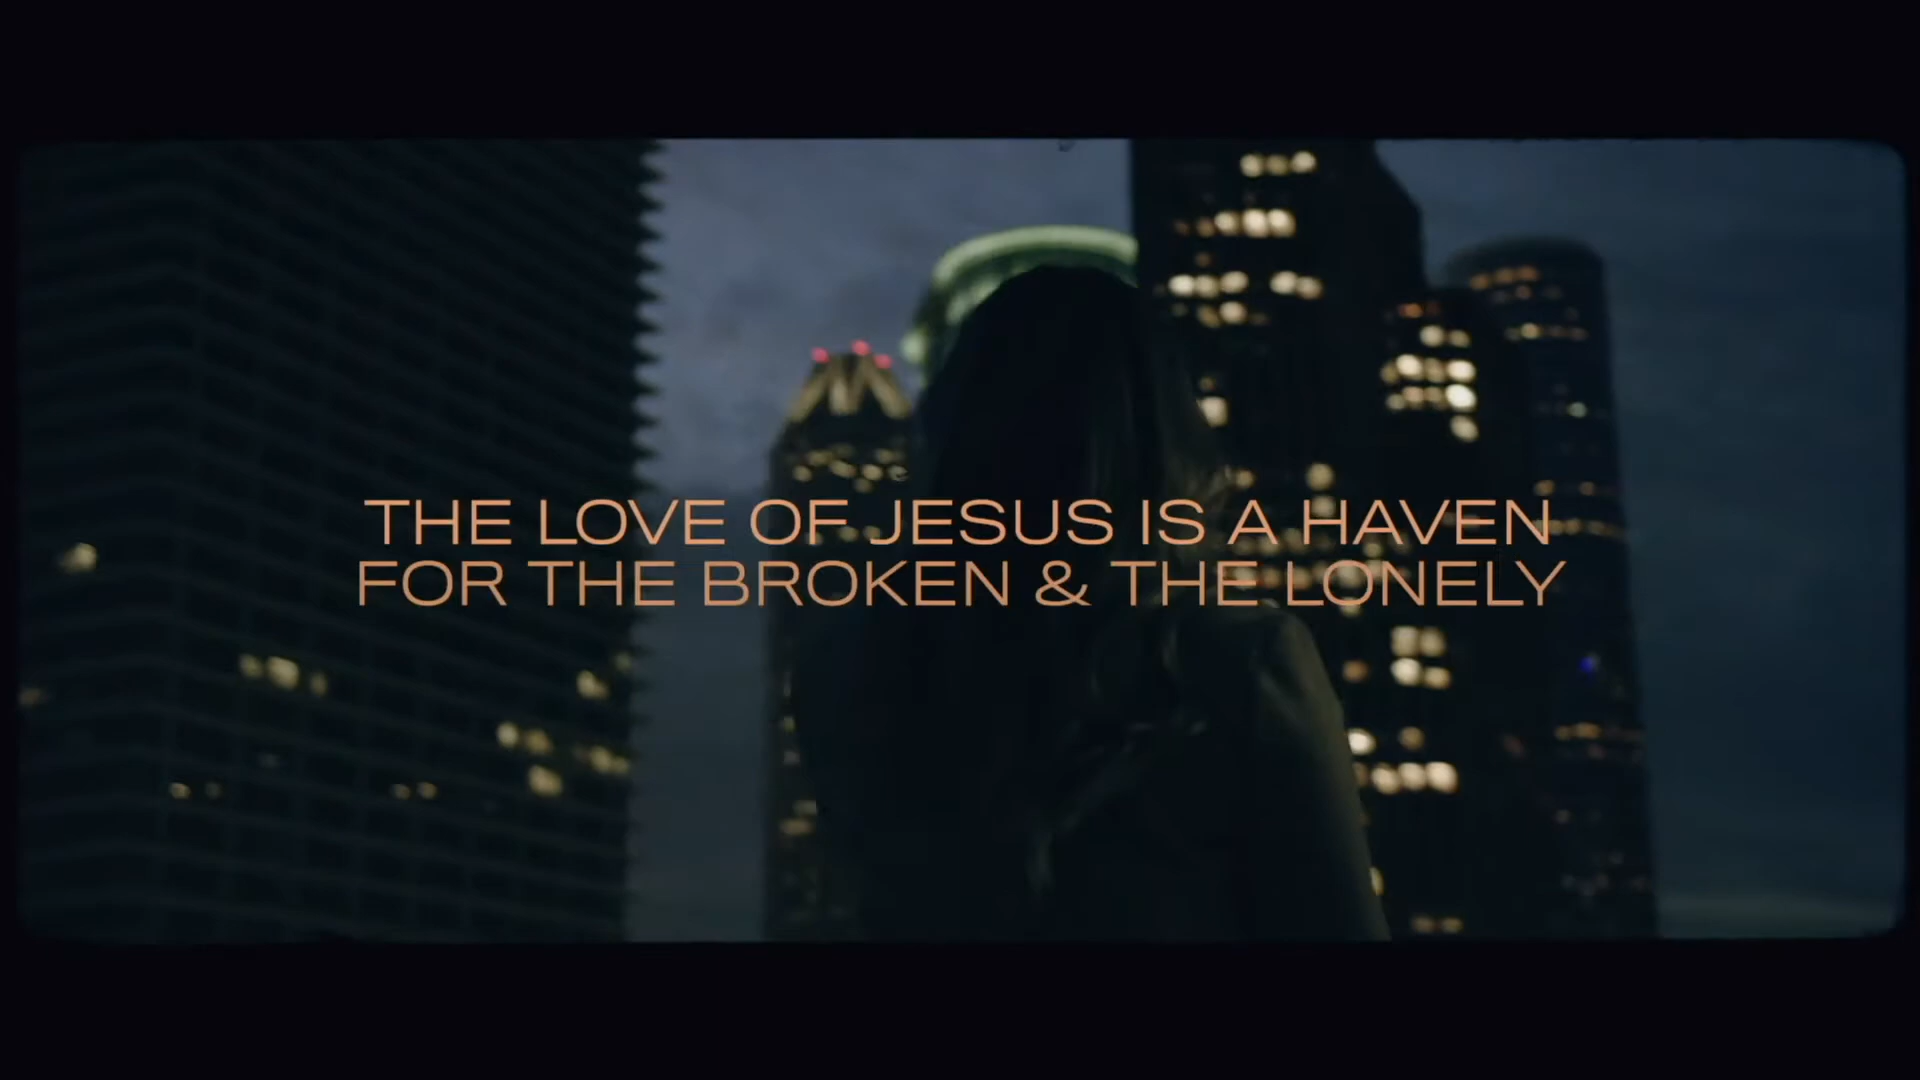 THE LOVE OF JESUS IS A HAVEN
FOR THE BROKEN & THE LONELY